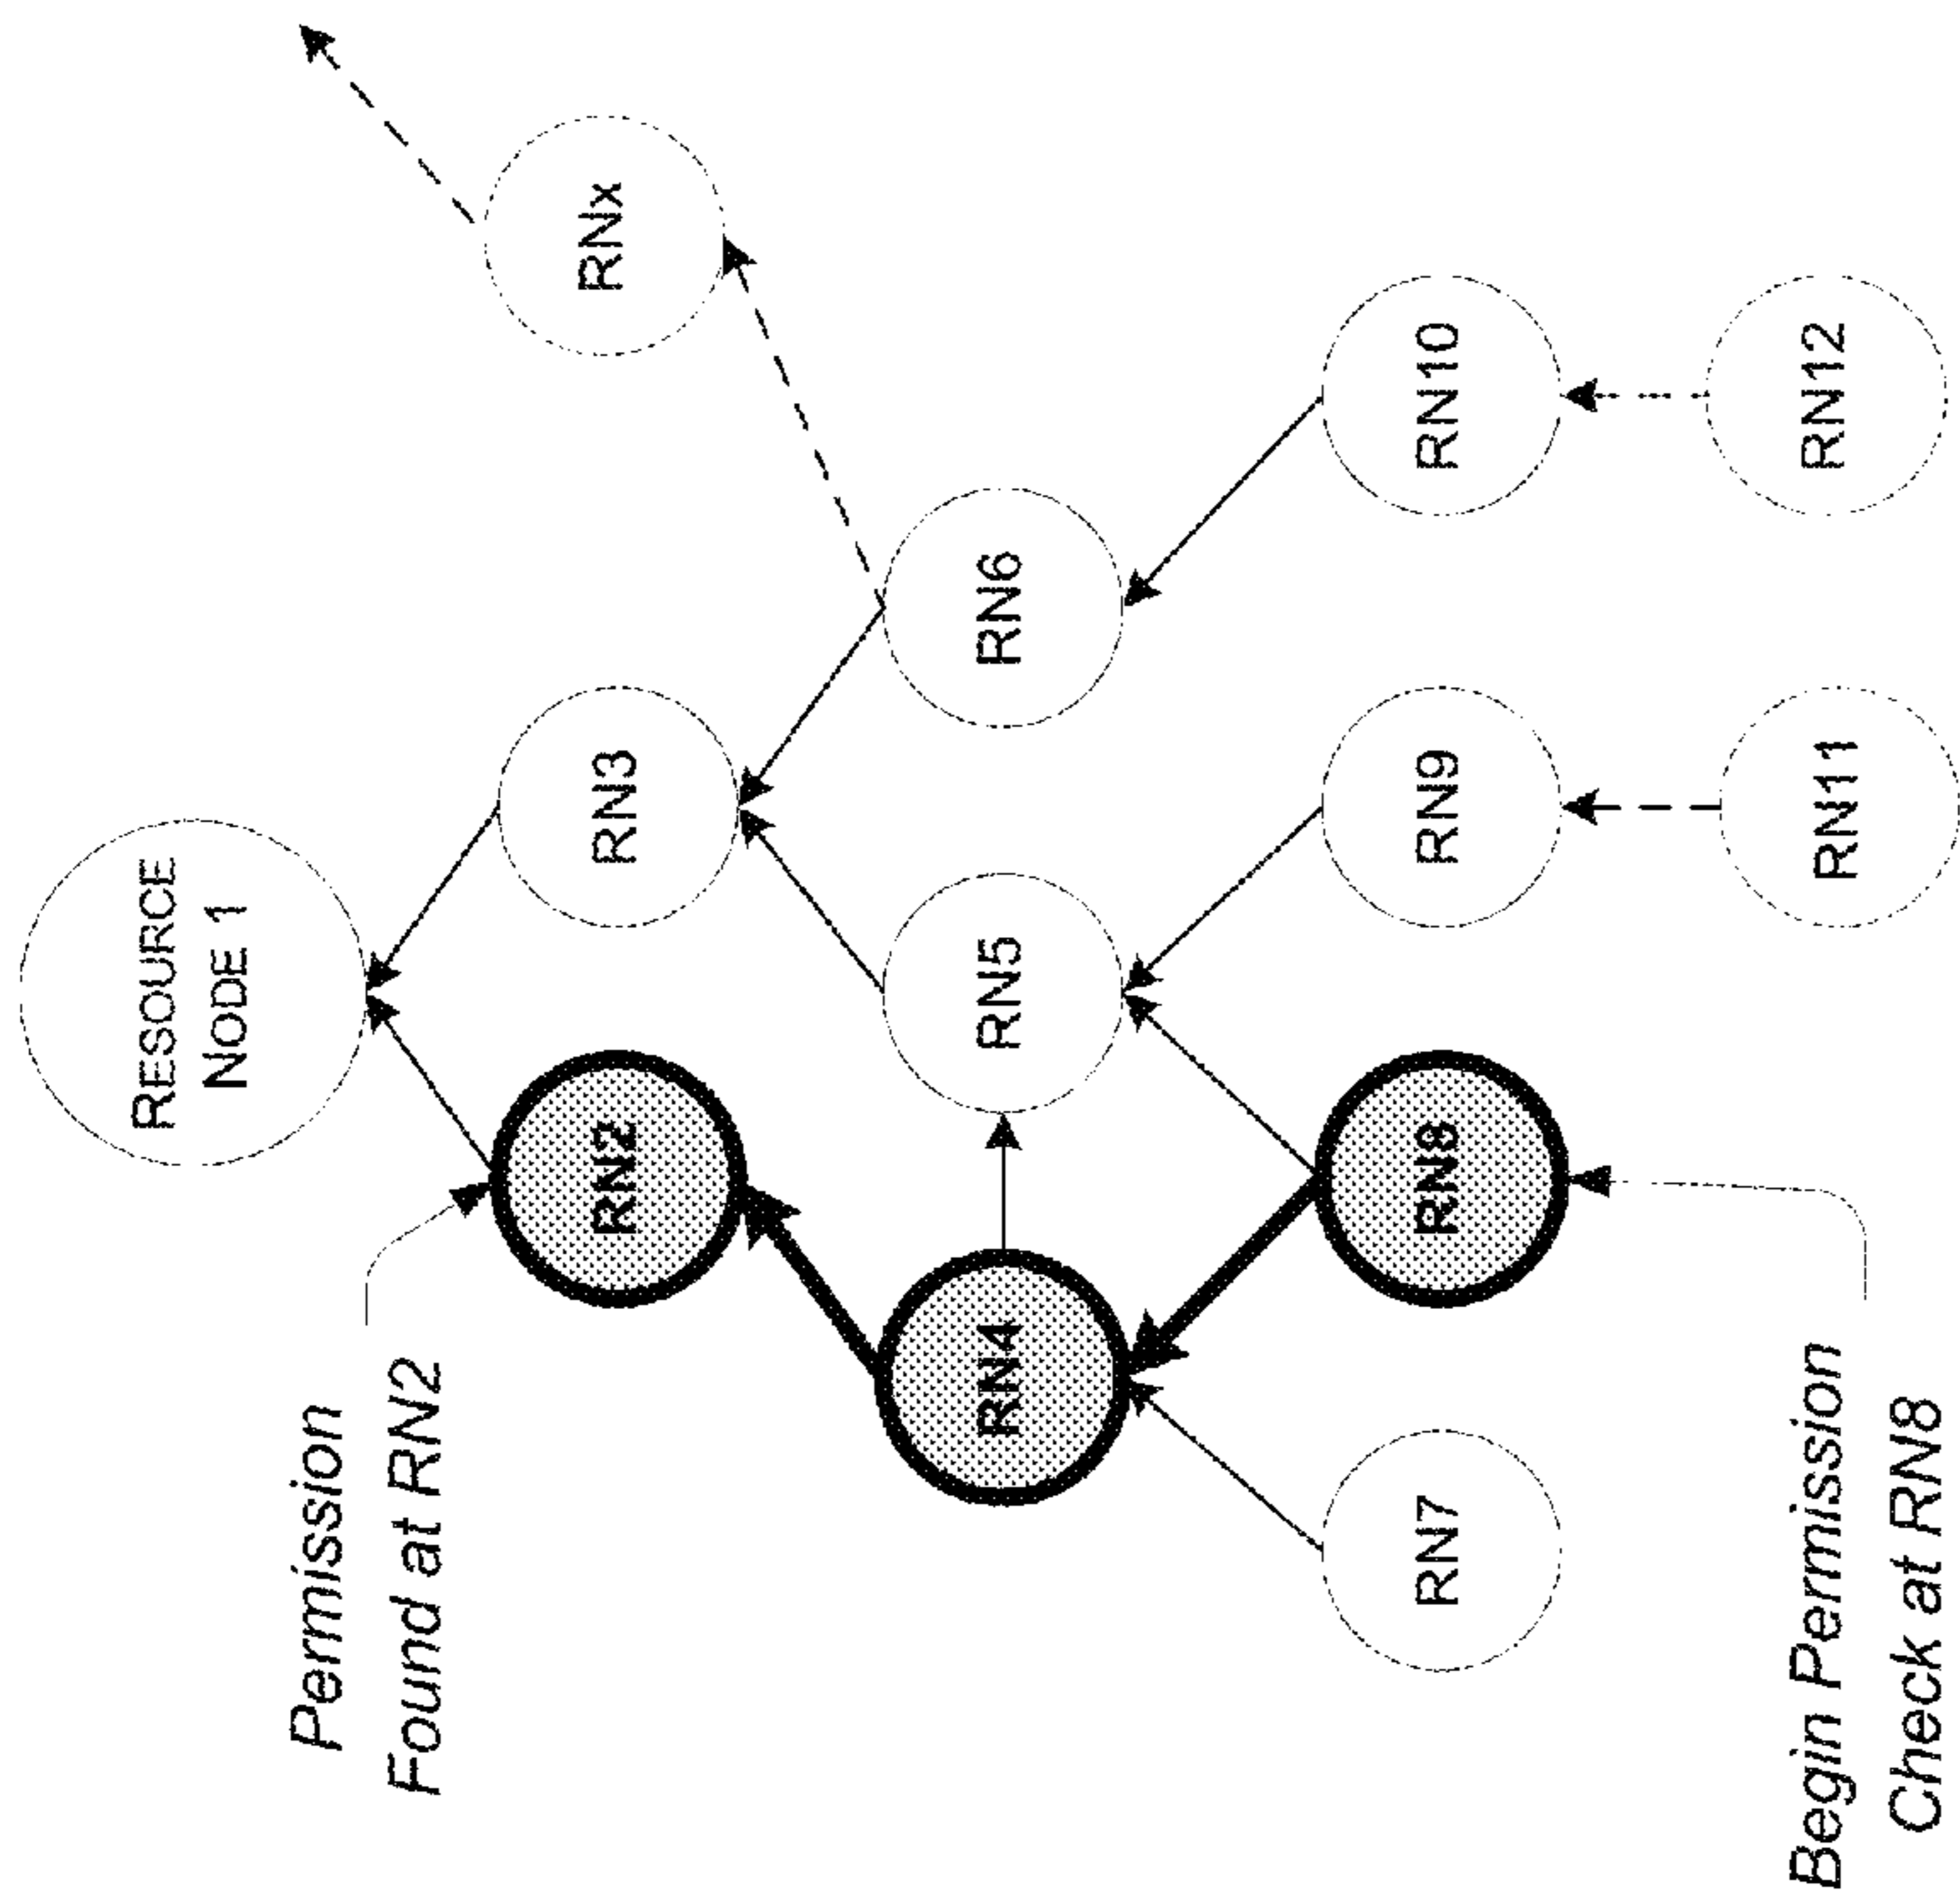 RESOURCE
NODE 1
Permission
Found at RN2
RN2
RN3
RNx
RN4
RN5
RN6
RN7
RN8
RN9
RN10
RN11
RN12
Begin Permission
Check at RN8